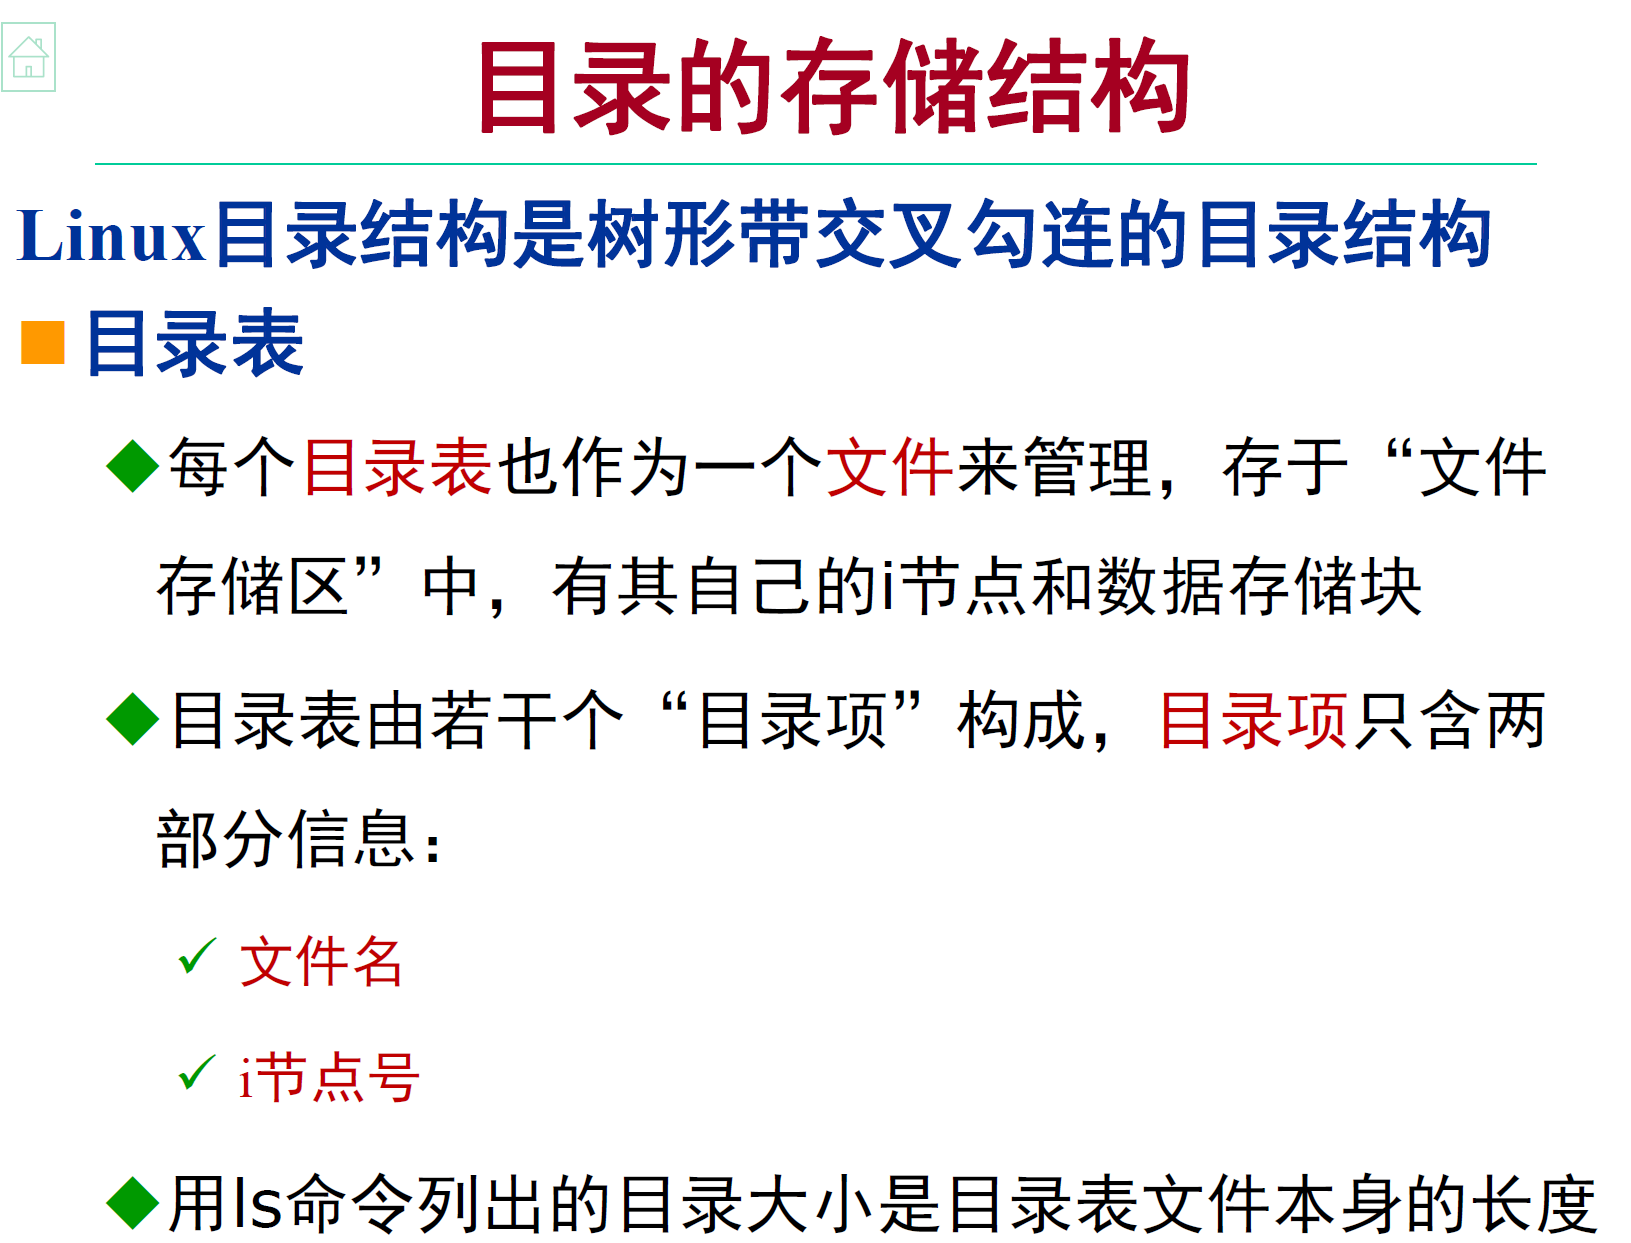 目录的存储结构
Linux目录结构是树形带交叉勾连的目录结构
目录表
每个目录表也作为一个文件来管理，存于“文件
存储区”中，有其自己的i节点和数据存储块
目录表由若干个“目录项”构成，目录项只含两
部分信息：
文件名
i节点号
用ls命令列出的目录大小是目录表文件本身的长度